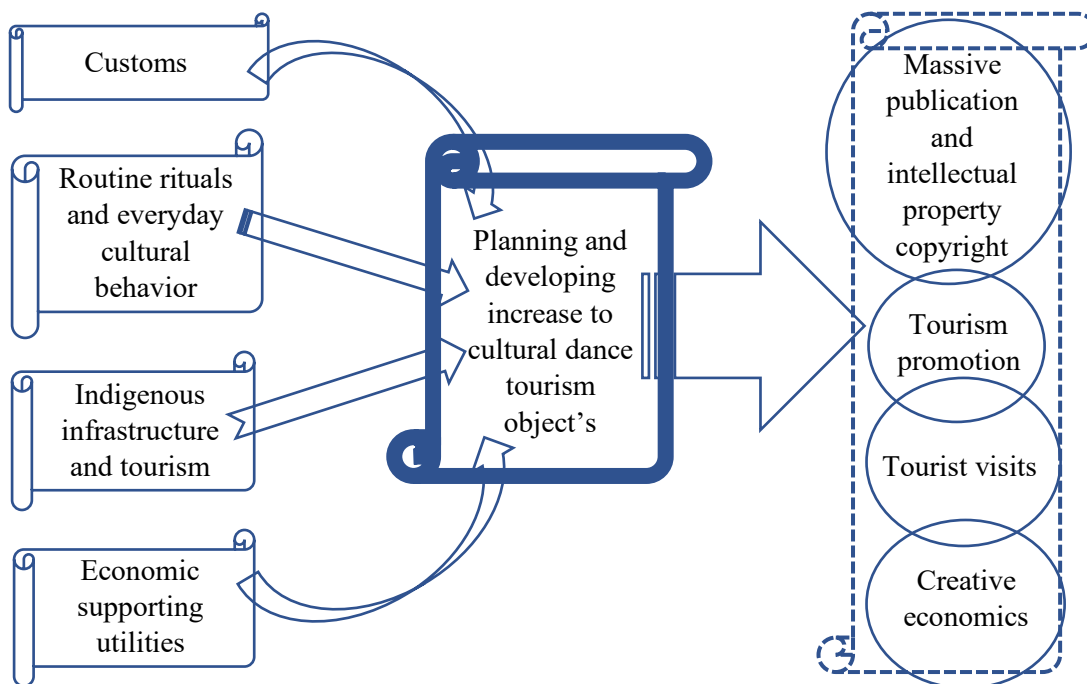 Customs
Routine rituals
and everyday
cultural
behavior
Indigenous
infrastructure
and tourism
Economic
supporting
utilities
Planning and
developing
increase to
cultural dance
tourism
object’s
Massive
publication
and
intellectual
property
copyright
Tourism
promotion
Tourist visits
Creative
economics